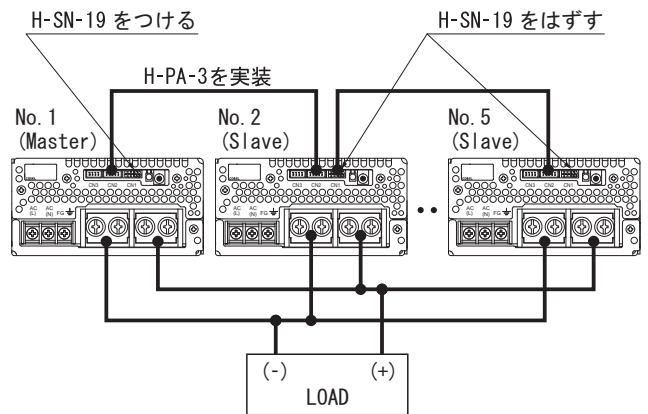 H-SN-19 をつける
H-SN-19 をはずす
H-PA-3を実装
No.1
(Master)
No.2
(Slave)
No.5
(Slave)
COSEL
CN3 CN2 CN1
AC
(L)
AC
(N)
FG
CN3 CN2 CN1
AC
(L)
AC
(N)
FG
COSEL
CN3 CN2 CN1
AC
(L)
AC
(N)
FG
(-)
(+)
LOAD